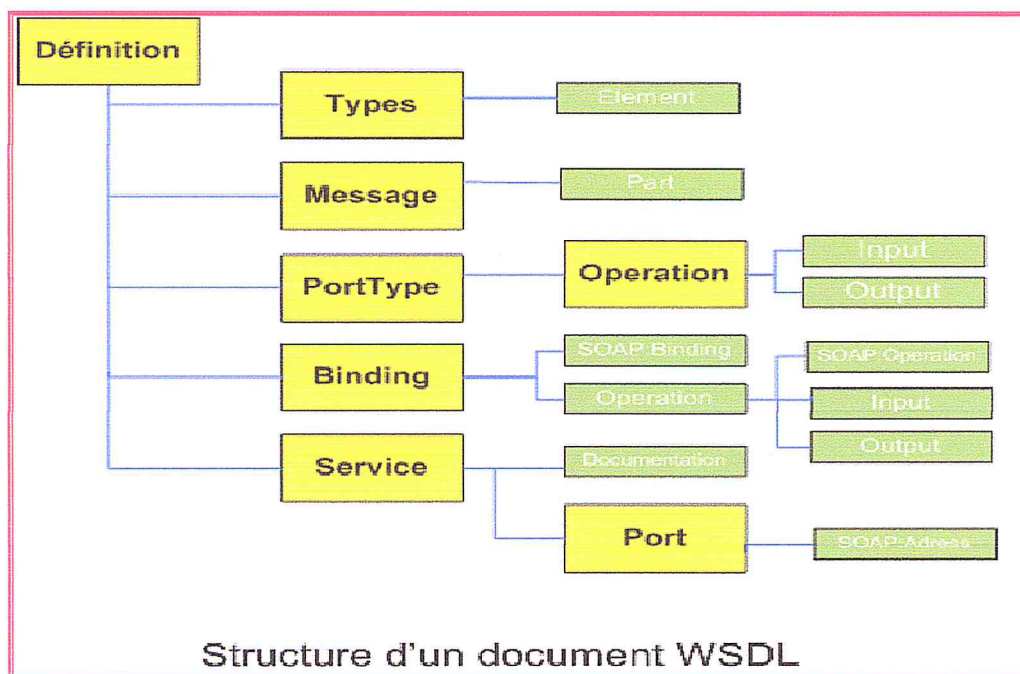 Définition
Types
Element
Message
Part
PortType
Operation
Input
Output
Binding
SOAP:Binding
Operation
SOAP:Operation
Input
Output
Service
Documentation
Port
SOAP-Adress
Structure d'un document WSDL